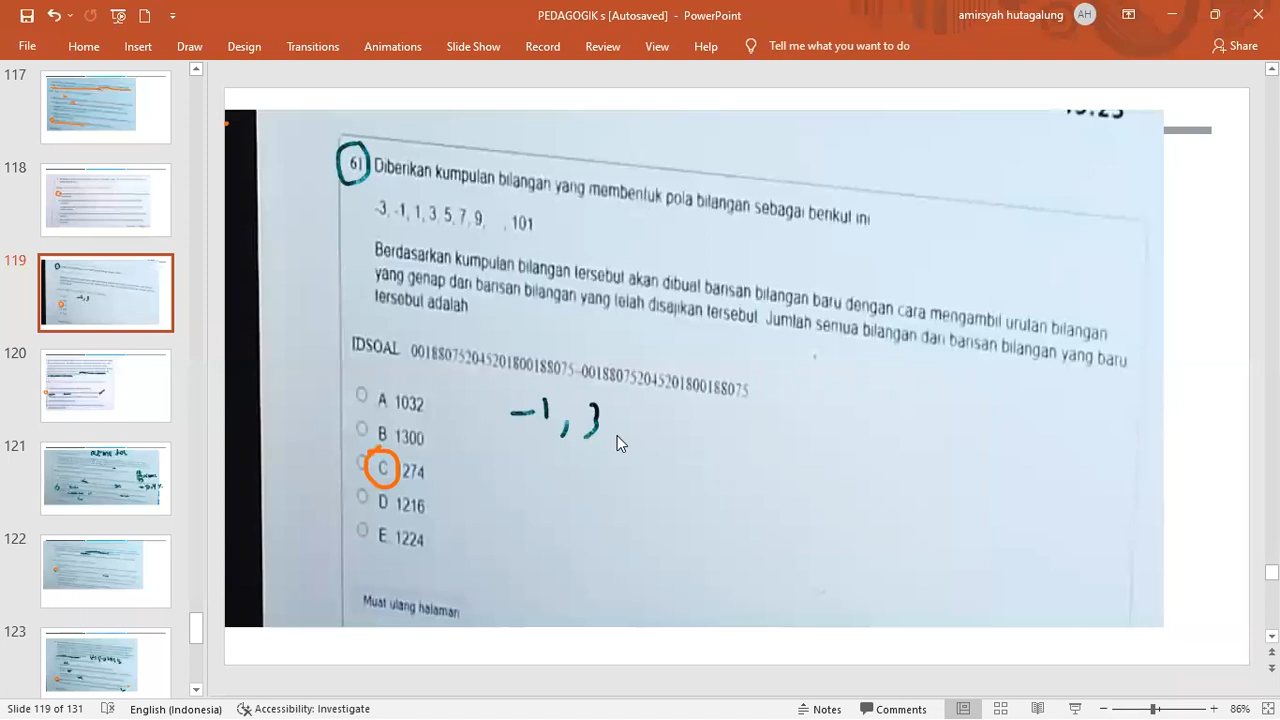 PEDAGOGIK s [Autosaved] - PowerPoint
amirsyah hutagalung AH
File Home Insert Draw Design Transitions Animations Slide Show Record Review View Help Tell me what you want to do Share
117
118
119
120
121
122
123
61 Diberikan kumpulan bilangan yang membentuk pola bilangan sebagai berikut ini
-3, -1, 1, 3, 5, 7, 9, , 101
Berdasarkan kumpulan bilangan tersebut akan dibuat barisan bilangan baru dengan cara mengambil urutan bilangan
yang genap dari barisan bilangan yang telah disajikan tersebut Jumlah semua bilangan dari barisan bilangan yang baru
tersebut adalah
IDSOAL 00188075204520180018​8075-001880752045201800188075
A 1032
B 1300
C 1274
D 1216
E 1224
-1, 3
Muat ulang halaman
Slide 119 of 131 English (Indonesia) Accessibility: Investigate Notes Comments 86%